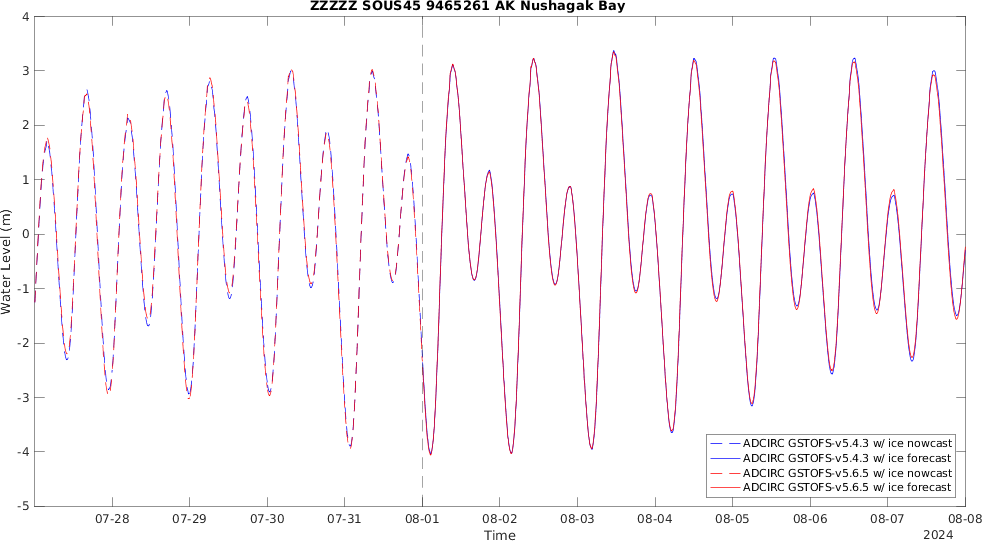 ZZZZZ SOUS45 9465261 AK Nushagak Bay
4
3
2
1
0
-1
-2
-3
-4
-5
Water Level (m)
ADCIRC GSTOFS-v5.4.3 w/ ice nowcast
ADCIRC GSTOFS-v5.4.3 w/ ice forecast
ADCIRC GSTOFS-v5.6.5 w/ ice nowcast
ADCIRC GSTOFS-v5.6.5 w/ ice forecast
07-28 07-29 07-30 07-31 08-01 08-02 08-03 08-04 08-05 08-06 08-07 08-08
Time
2024